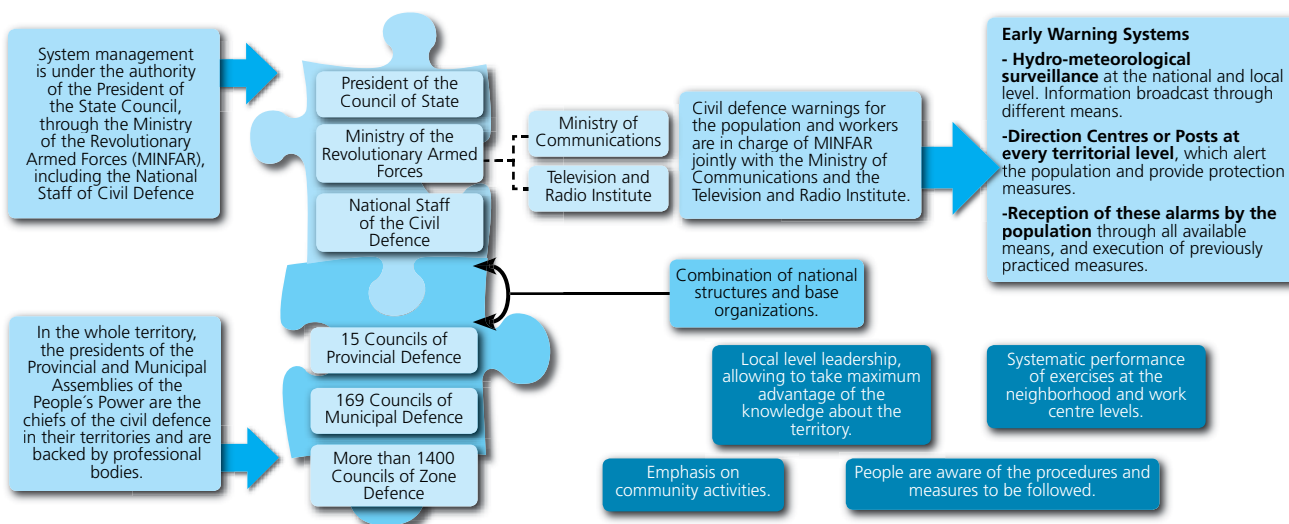 System management
is under the authority
of the President of
the State Council,
through the Ministry
of the Revolutionary
Armed Forces (MINFAR),
including the National
Staff of Civil Defence
President of the
Council of State
Ministry of the
Revolutionary Armed
Forces
National Staff
of the Civil
Defence
Ministry of
Communications
Television and
Radio Institute
Civil defence warnings for
the population and workers
are in charge of MINFAR
jointly with the Ministry of
Communications and the
Television and Radio Institute.
Early Warning Systems
- Hydro-meteorological
surveillance at the national and local
level. Information broadcast through
different means.
-Direction Centres or Posts at
every territorial level, which alert
the population and provide protection
measures.
-Reception of these alarms by the
population through all available
means, and execution of previously
practiced measures.
Combination of national
structures and base
organizations.
In the whole territory,
the presidents of the
Provincial and Municipal
Assemblies of the
People´s Power are the
chiefs of the civil defence
in their territories and are
backed by professional
bodies.
15 Councils of
Provincial Defence
169 Councils of
Municipal Defence
More than 1400
Councils of Zone
Defence
Local level leadership,
allowing to take maximum
advantage of the
knowledge about the
territory.
Systematic performance
of exercises at the
neighborhood and work
centre levels.
Emphasis on
community activities.
People are aware of the procedures and
measures to be followed.